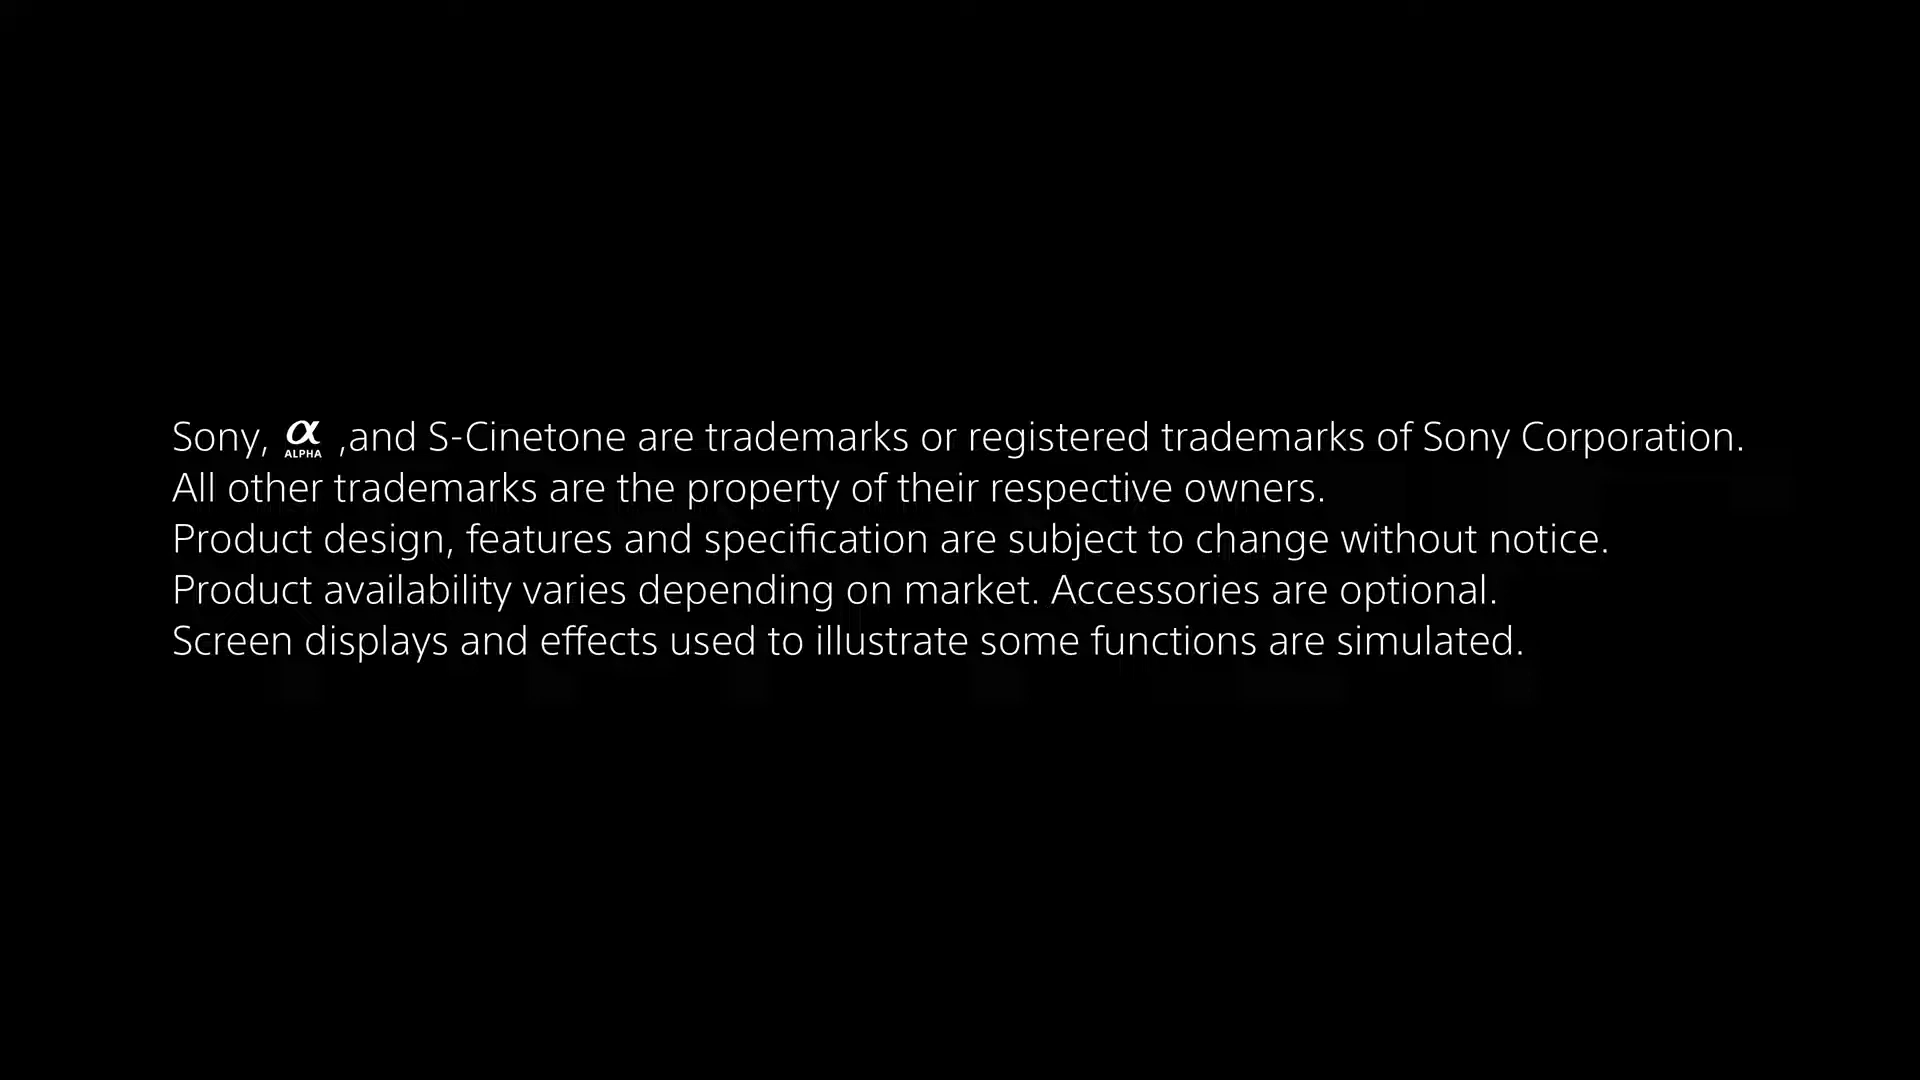 Sony, α ALPHA ,and S-Cinetone are trademarks or registered trademarks of Sony Corporation.
All other trademarks are the property of their respective owners.
Product design, features and specification are subject to change without notice.
Product availability varies depending on market. Accessories are optional.
Screen displays and effects used to illustrate some functions are simulated.